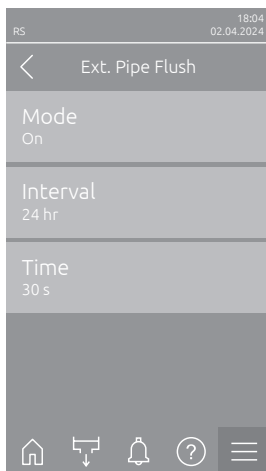 18:04
RS 02.04.2024
Ext. Pipe Flush
Mode
On
Interval
24 hr
Time
30 s
?